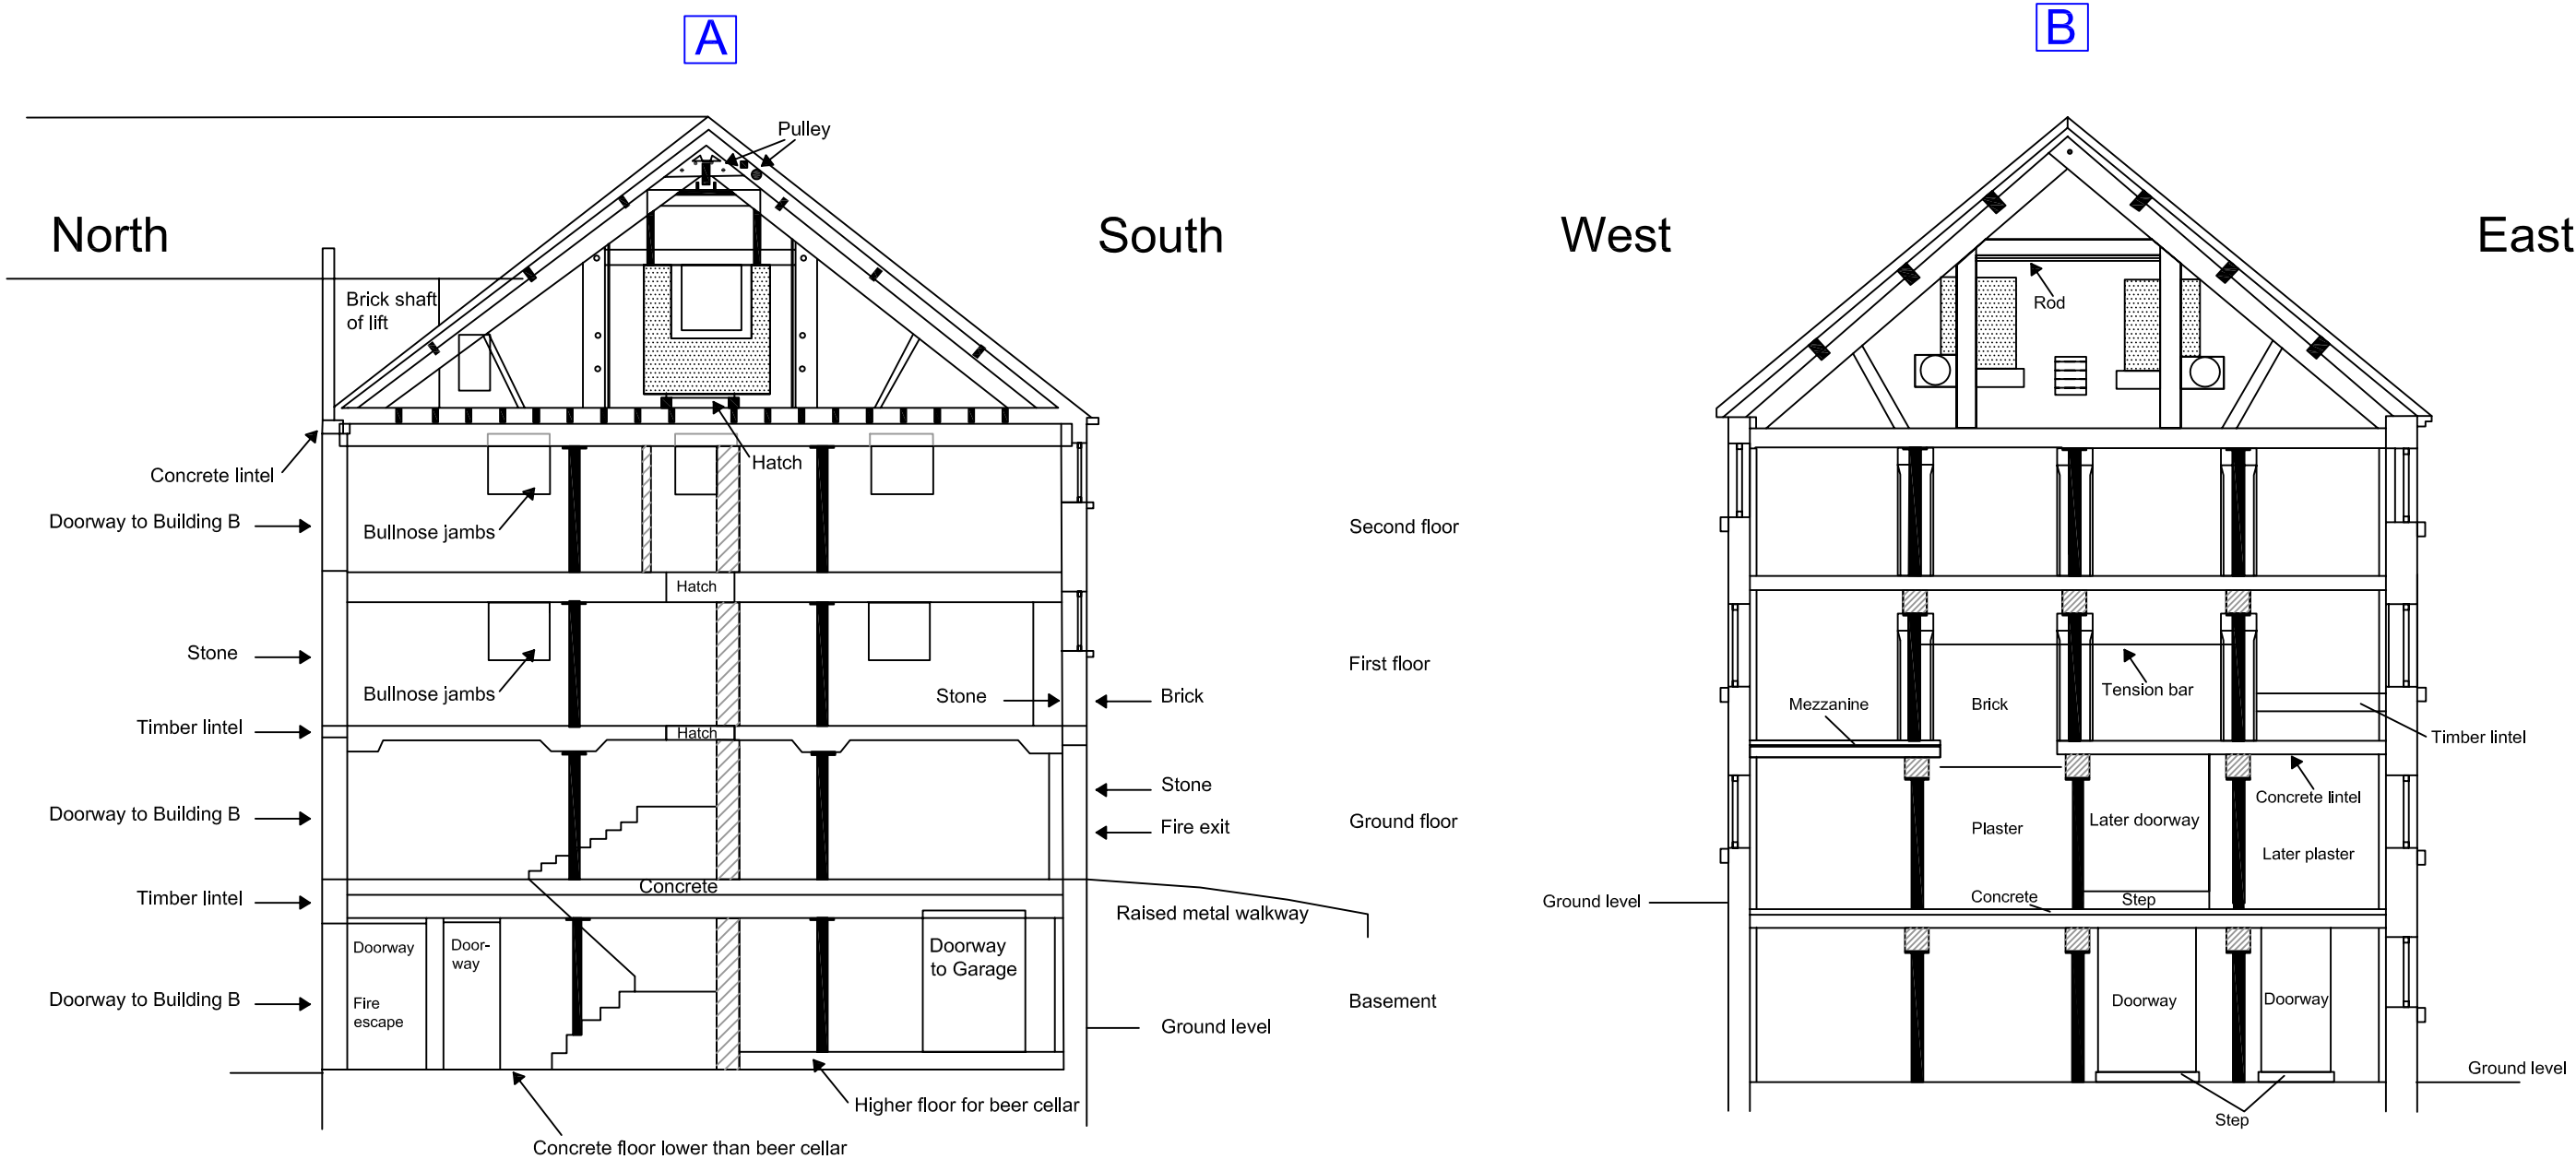 A
B
Pulley
North
South
West
East
Brick shaft
of lift
Rod
Concrete lintel
Hatch
Doorway to Building B
Bullnose jambs
Second floor
Hatch
Stone
Bullnose jambs
Stone
Brick
First floor
Mezzanine
Brick
Tension bar
Timber lintel
Hatch
Timber lintel
Stone
Concrete lintel
Doorway to Building B
Fire exit
Ground floor
Plaster
Later doorway
Later plaster
Timber lintel
Concrete
Raised metal walkway
Ground level
Concrete
Step
Doorway
Door-
way
Doorway
to Garage
Doorway to Building B
Fire
escape
Basement
Doorway
Doorway
Ground level
Ground level
Higher floor for beer cellar
Step
Concrete floor lower than beer cellar